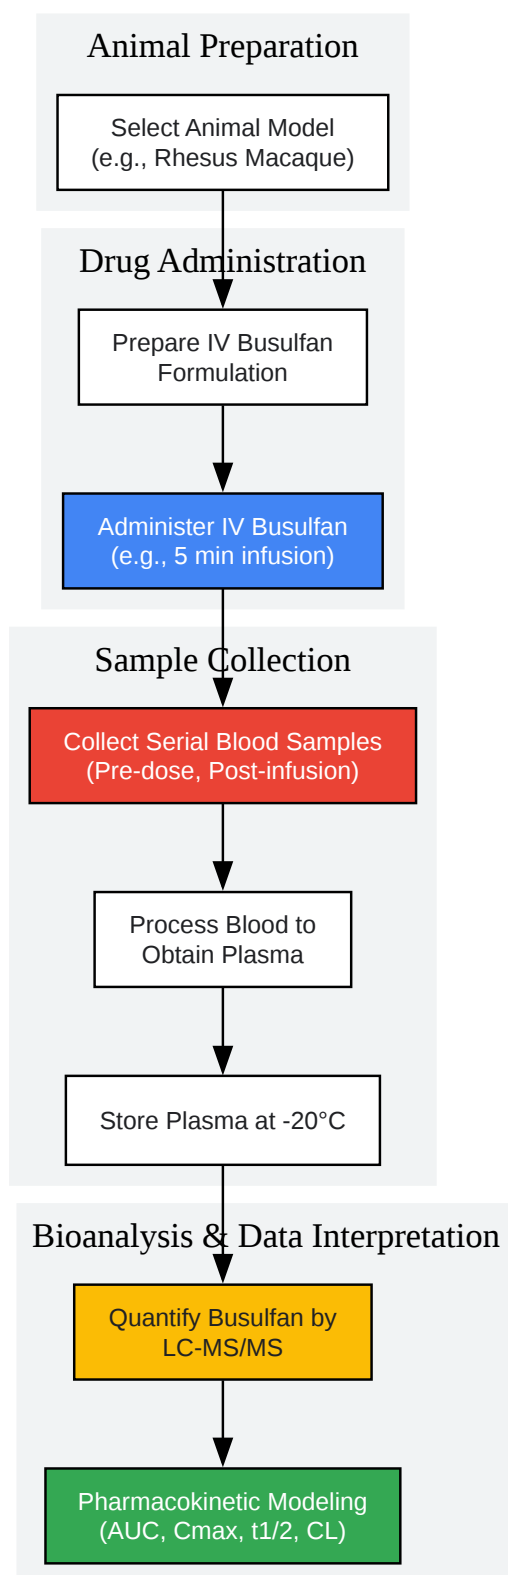 Animal Preparation
Select Animal Model
(e.g., Rhesus Macaque)
Drug Administration
Prepare IV Busulfan
Formulation
Administer IV Busulfan
(e.g., 5 min infusion)
Sample Collection
Collect Serial Blood Samples
(Pre-dose, Post-infusion)
Process Blood to
Obtain Plasma
Store Plasma at -20°C
Bioanalysis & Data Interpretation
Quantify Busulfan by
LC-MS/MS
Pharmacokinetic Modeling
(AUC, Cmax, t1/2, CL)